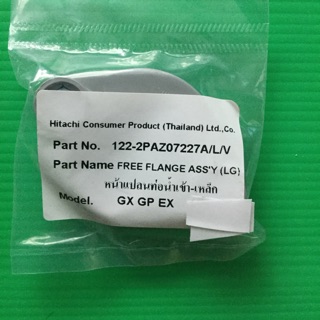 Hitachi Consumer Product (Thailand) Ltd.,Co.
Part No. 122-2PAZ07227A/L/V
Part Name FREE FLANGE ASS'Y (LG)
หน้าแปลนท่อน้ำเข้า-เหล็ก
Model. GX GP EX